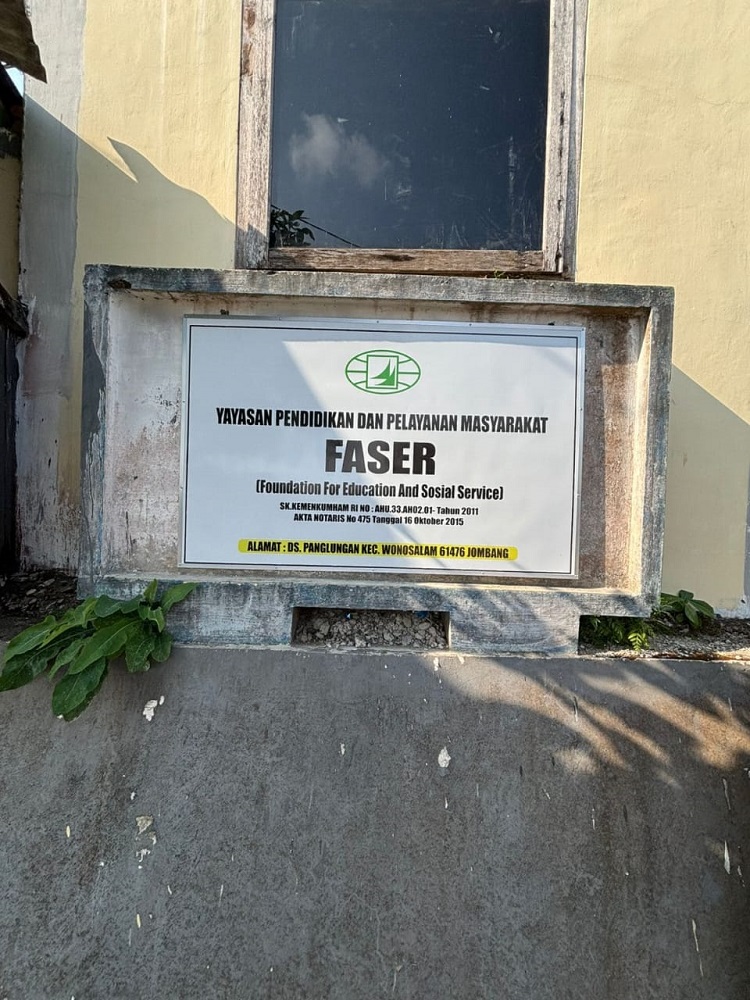 YAYASAN PENDIDIKAN DAN PELAYANAN MASYARAKAT
FASER
(Foundation For Education And Sosial Service)
SK.KEMENKUMHAM RI NO : AHU.33.AH02.01- Tahun 2011
AKTA NOTARIS No 475 Tanggal 16 Oktober 2015
ALAMAT : DS. PANGLUNGAN KEC. WONOSALAM 61476 JOMBANG